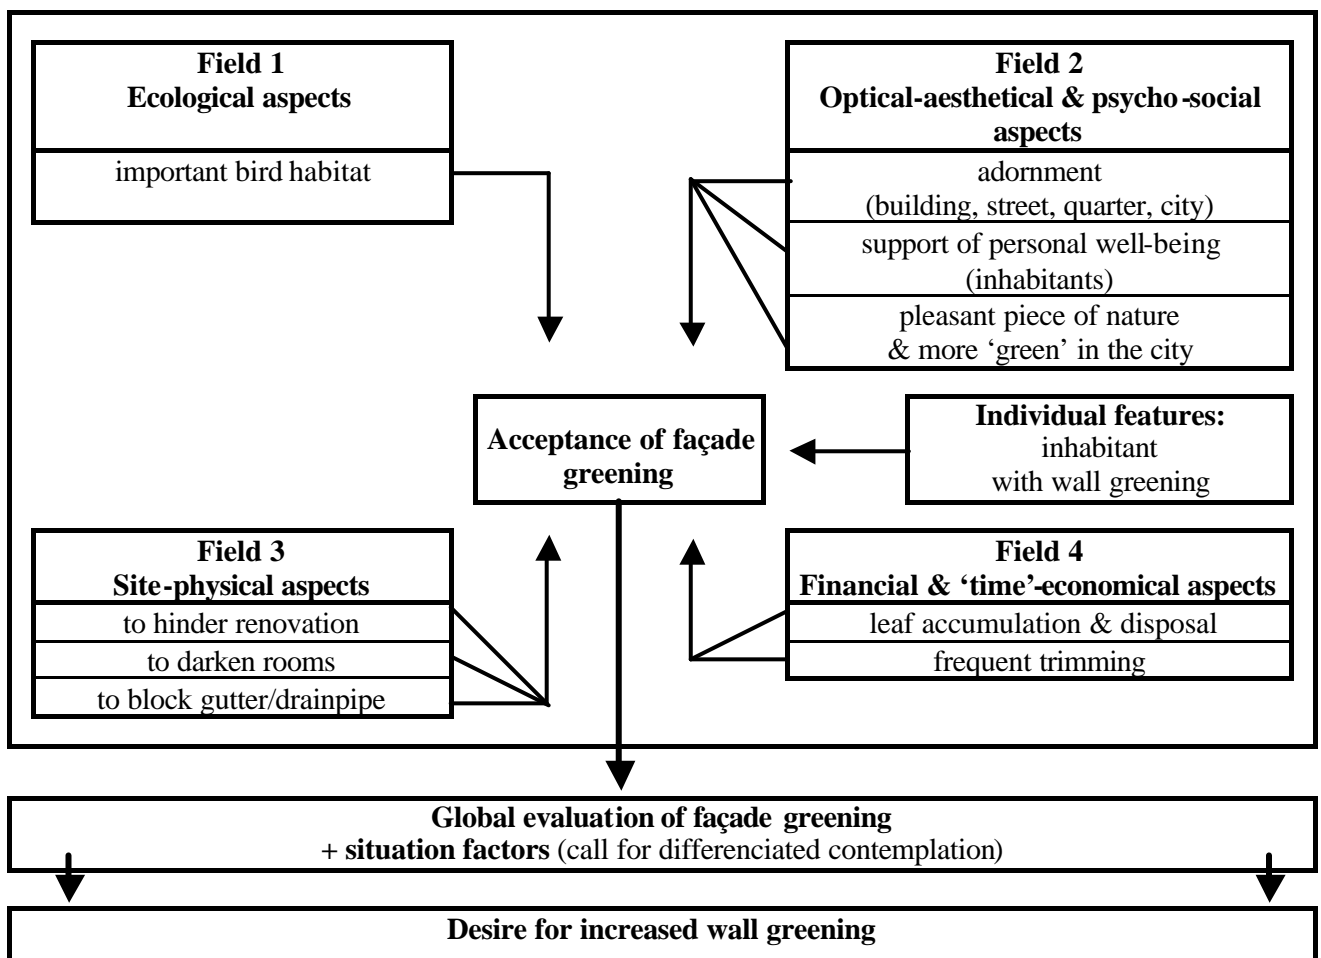 Field 1
Ecological aspects
important bird habitat
Field 2
Optical-aesthetical & psycho-social
aspects
adornment
(building, street, quarter, city)
support of personal well-being
(inhabitants)
pleasant piece of nature
& more ‘green’ in the city
Acceptance of façade
greening
Individual features:
inhabitant
with wall greening
Field 3
Site-physical aspects
to hinder renovation
to darken rooms
to block gutter/drainpipe
Field 4
Financial & ‘time’-economical aspects
leaf accumulation & disposal
frequent trimming
Global evaluation of façade greening
+ situation factors (call for differenciated contemplation)
Desire for increased wall greening